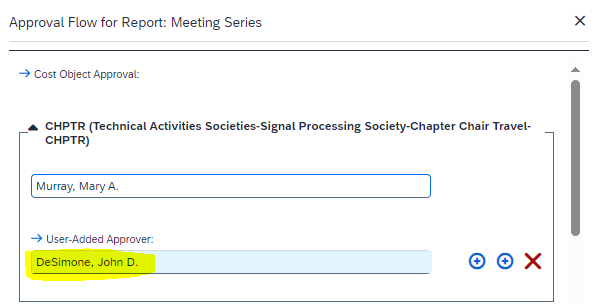 Approval Flow for Report: Meeting Series
Cost Object Approval:
CHPTR (Technical Activities Societies-Signal Processing Society-Chapter Chair Travel-
CHPTR)
Murray, Mary A.
User-Added Approver:
DeSimone, John D.